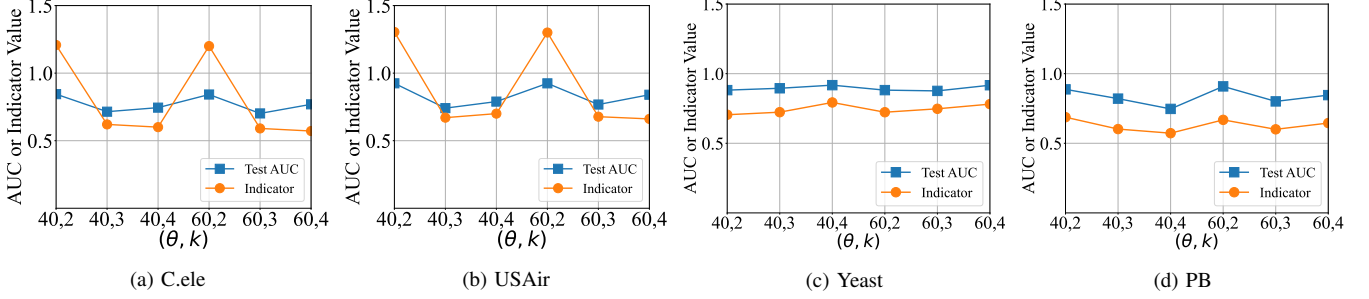 AUC or Indicator Value
1.5
1.0
0.5
Test AUC
Indicator
40,2 40,3 40,4 60,2 60,3 60,4
(θ, k)
(a) C.ele
AUC or Indicator Value
1.5
1.0
0.5
Test AUC
Indicator
40,2 40,3 40,4 60,2 60,3 60,4
(θ, k)
(b) USAir
AUC or Indicator Value
1.5
1.0
0.5
Test AUC
Indicator
40,2 40,3 40,4 60,2 60,3 60,4
(θ, k)
(c) Yeast
AUC or Indicator Value
1.5
1.0
0.5
Test AUC
Indicator
40,2 40,3 40,4 60,2 60,3 60,4
(θ, k)
(d) PB